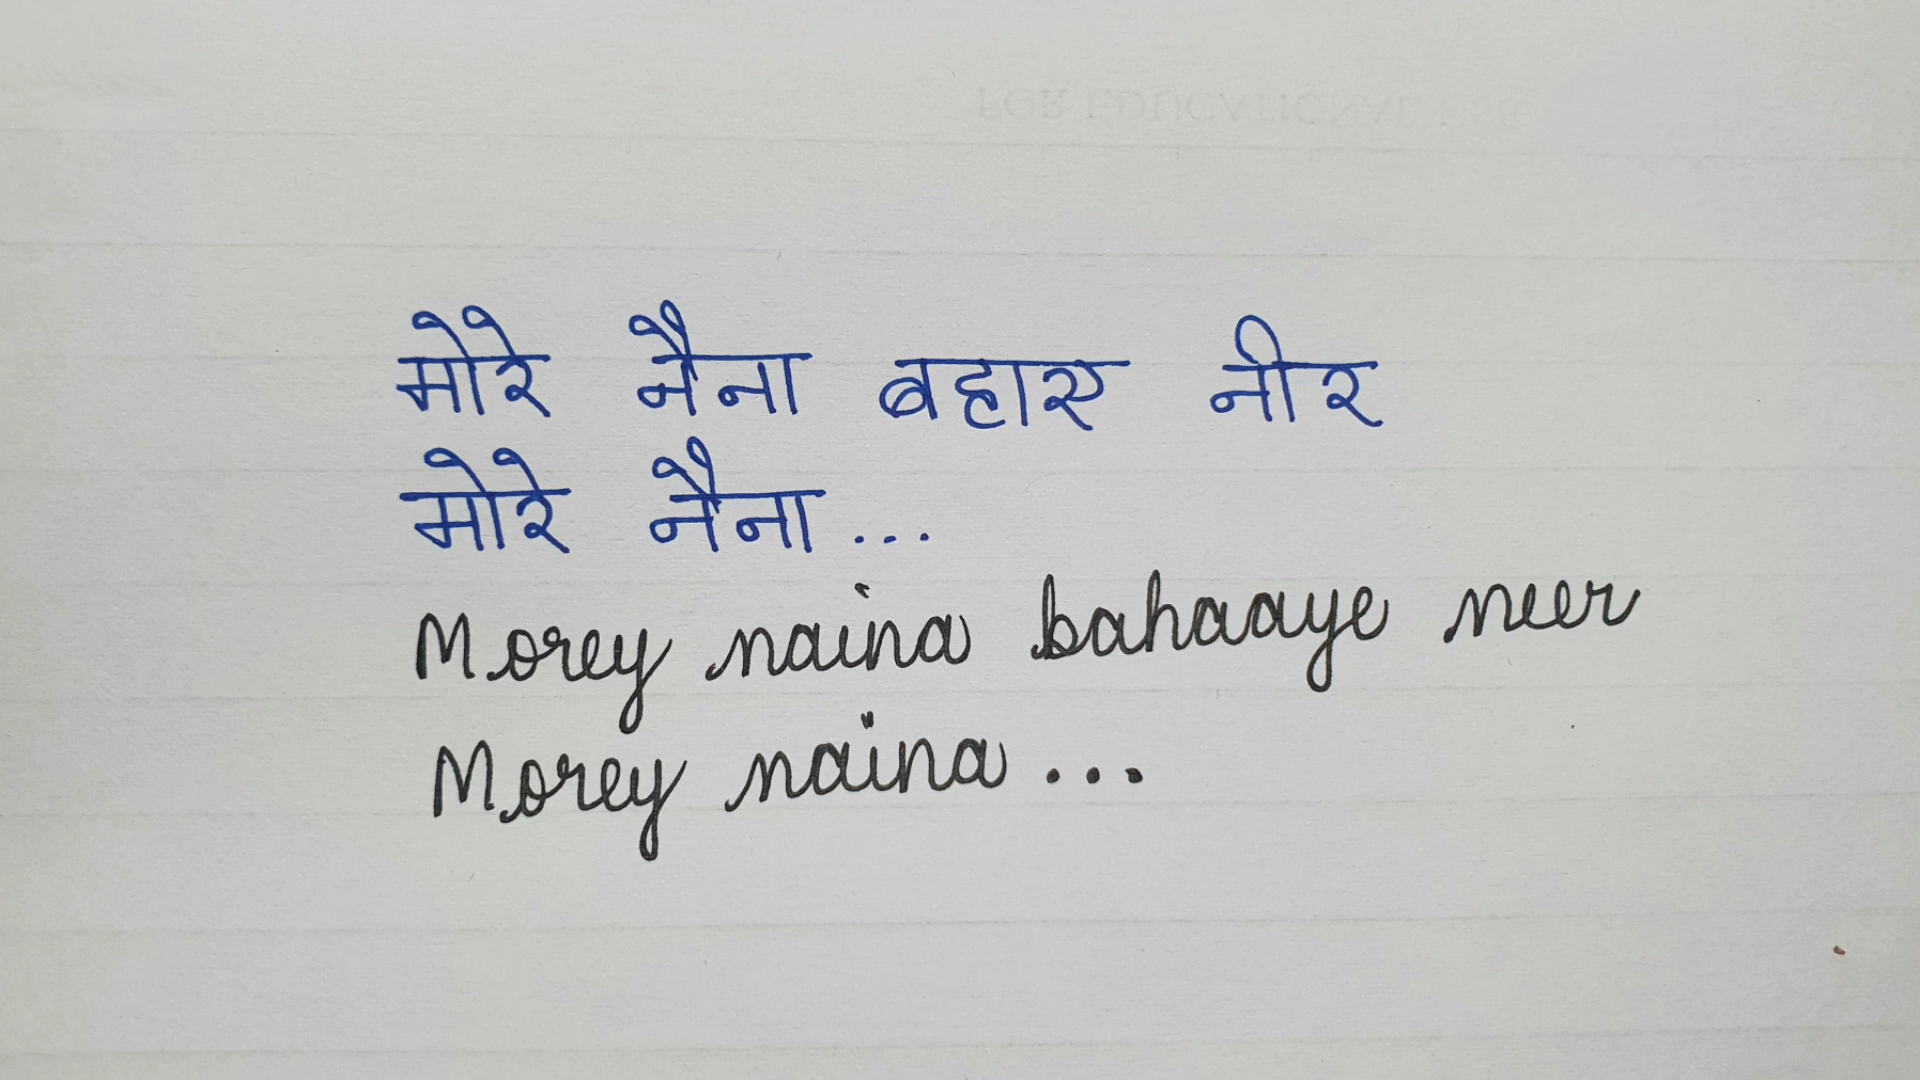 मोरे नैना बहाए नीर
मोरे नैना...
Morey naina bahaaye neer
Morey naina...